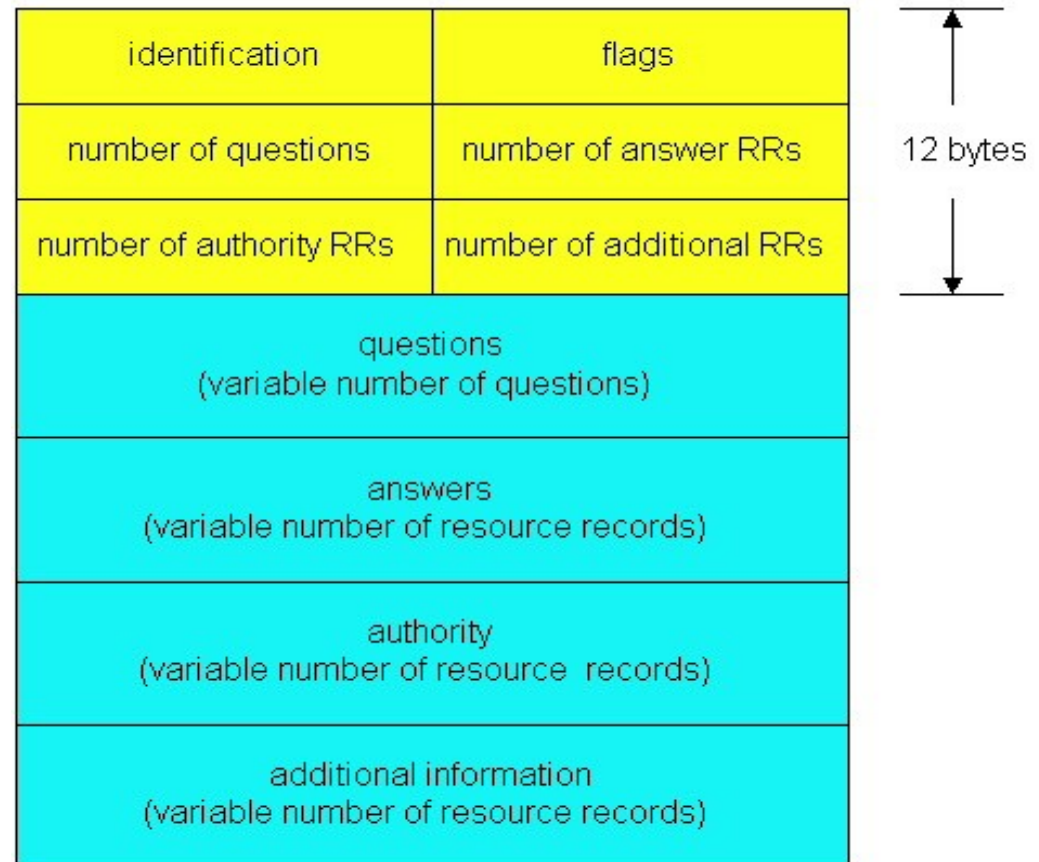 identification
flags
number of questions
number of answer RRs
12 bytes
number of authority RRs
number of additional RRs
questions
(variable number of questions)
answers
(variable number of resource records)
authority
(variable number of resource records)
additional information
(variable number of resource records)